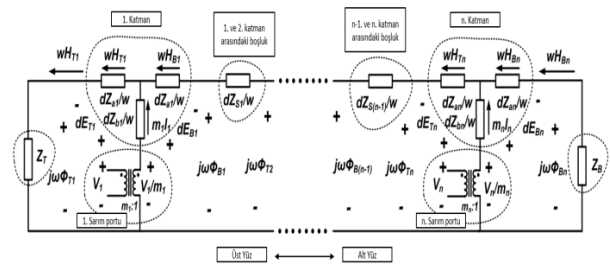 1. Katman
1. ve 2. katman
arasındaki boşluk
n-1. ve n. katman
arasındaki boşluk
n. Katman
wH_T1
wH_T1
wH_B1
wH_Tn
wH_Bn
wH_Bn
dZ_a1/w
dZ_a1/w
dZ_S1/w
dZ_S(n-1)/w
dZ_an/w
dZ_an/w
dZ_b1/w
dZ_bn/w
dE_T1
m_1I_1
dE_B1
dE_Tn
m_nI_n
dE_Bn
Z_T
jωΦ_T1
V_1
V_1/m_1
m_1:1
jωΦ_B1
jωΦ_T2
jωΦ_B(n-1)
jωΦ_Tn
V_n
V_n/m_n
m_n:1
jωΦ_Bn
Z_B
1. Sarım portu
n. Sarım portu
Üst Yüz
Alt Yüz